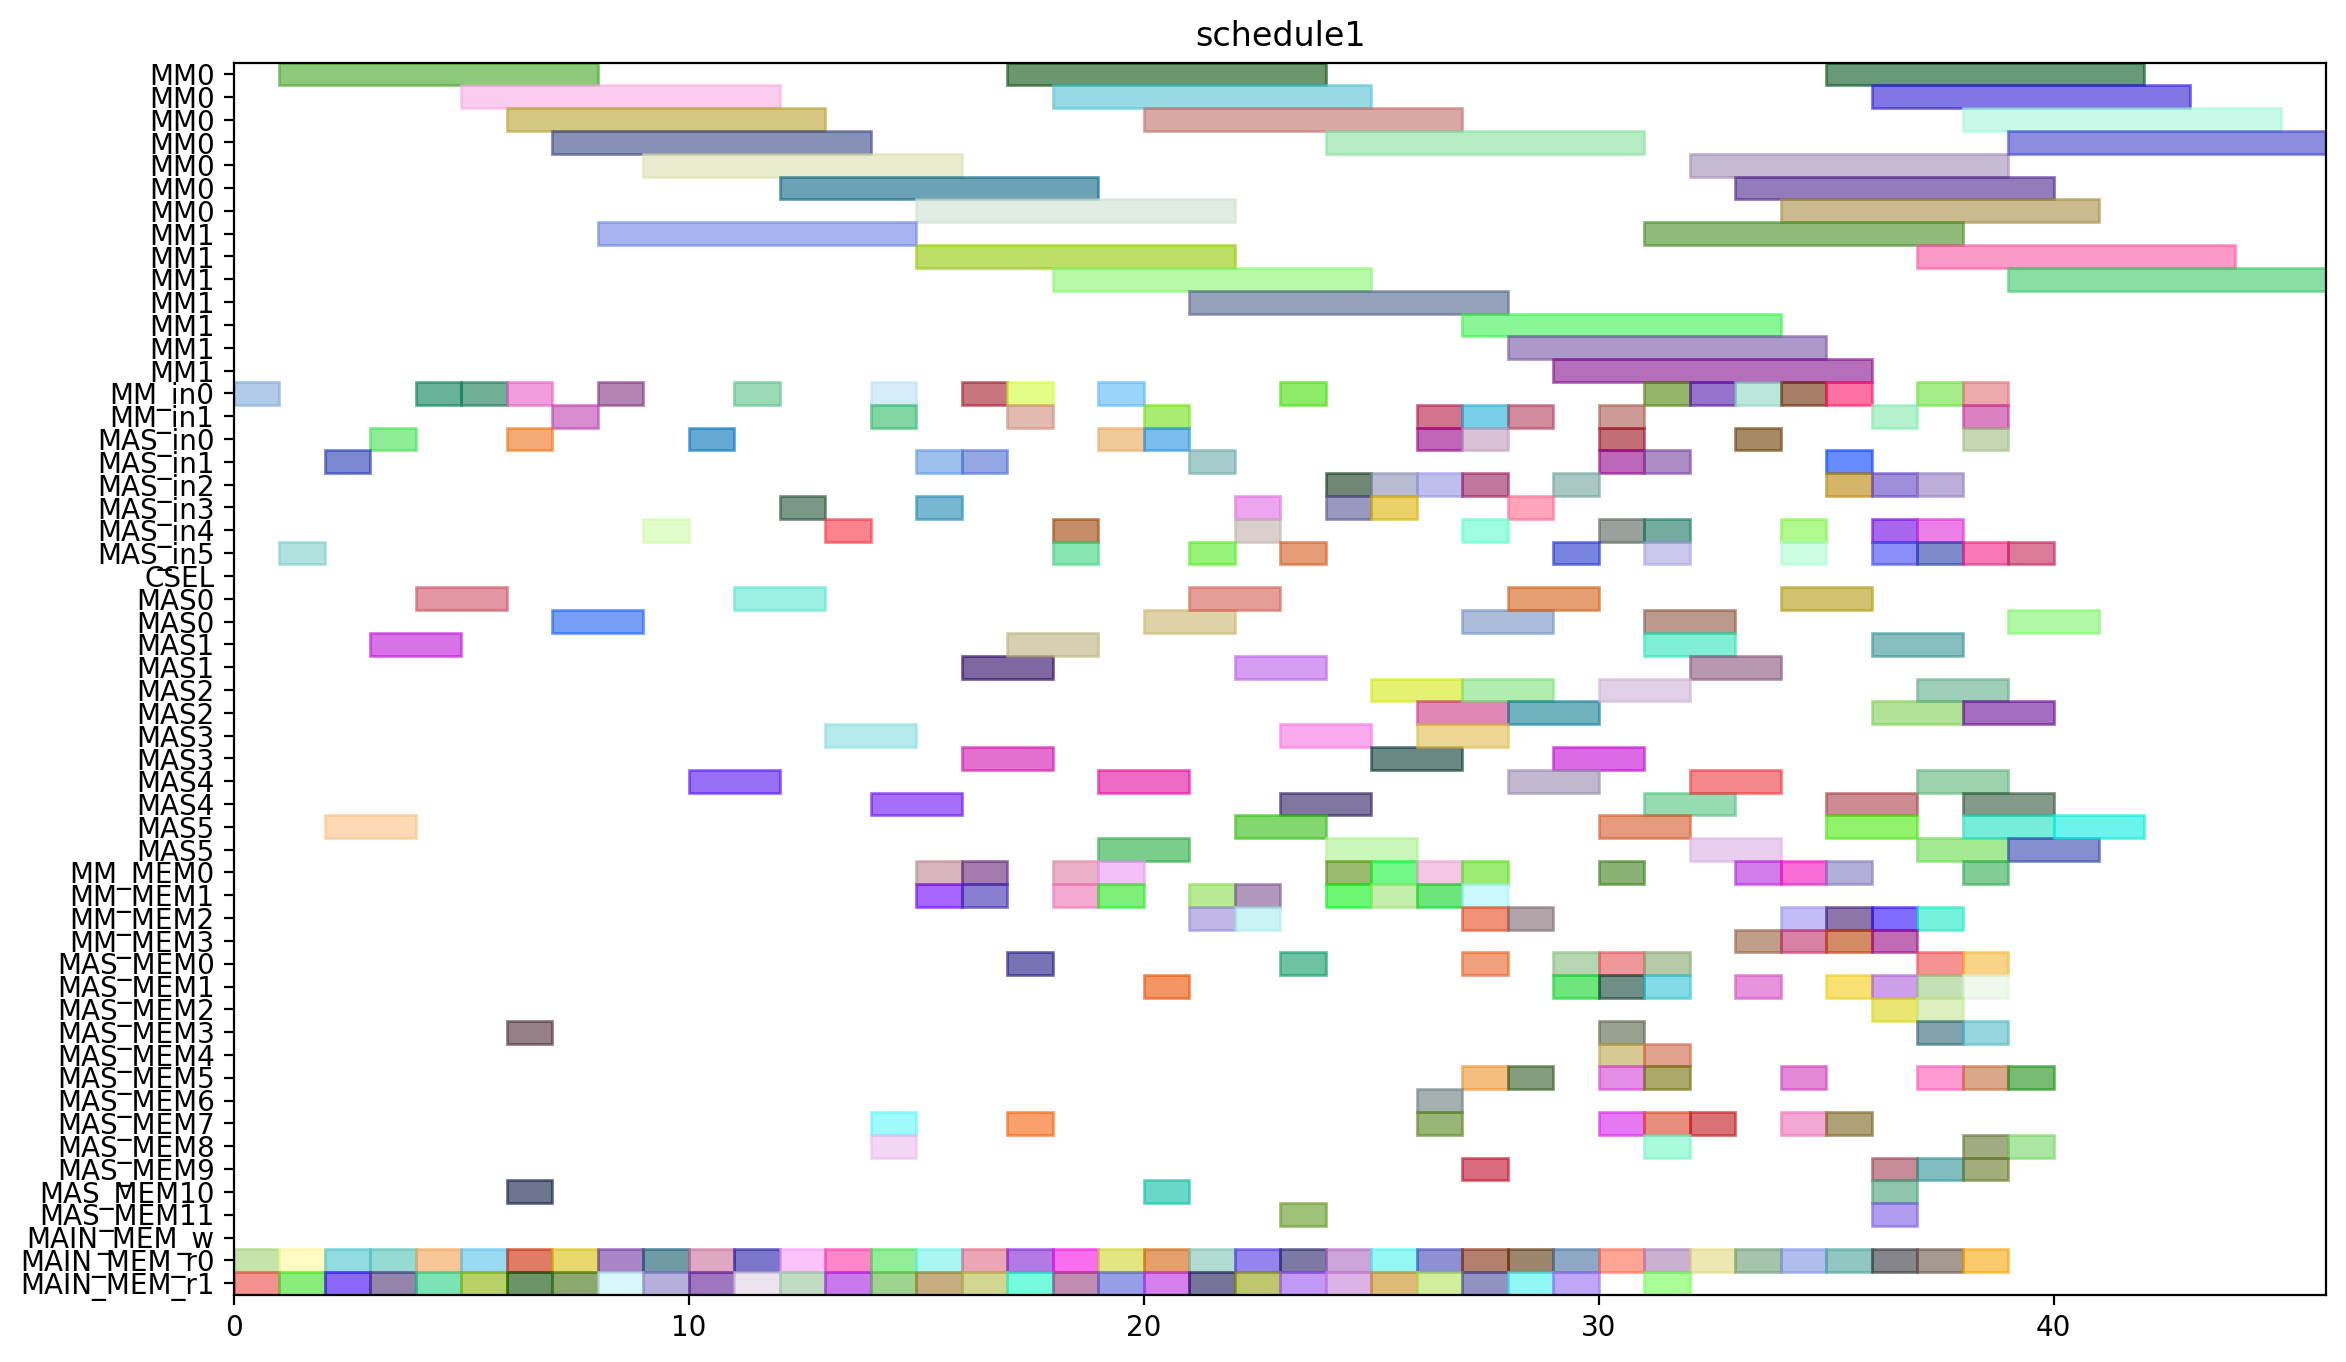 schedule1
MM0
MM0
MM0
MM0
MM0
MM0
MM0
MM1
MM1
MM1
MM1
MM1
MM1
MM1
MM_in0
MM_in1
MAS_in0
MAS_in1
MAS_in2
MAS_in3
MAS_in4
MAS_in5
CSEL
MAS0
MAS0
MAS1
MAS1
MAS2
MAS2
MAS3
MAS3
MAS4
MAS4
MAS5
MAS5
MM_MEM0
MM_MEM1
MM_MEM2
MM_MEM3
MAS_MEM0
MAS_MEM1
MAS_MEM2
MAS_MEM3
MAS_MEM4
MAS_MEM5
MAS_MEM6
MAS_MEM7
MAS_MEM8
MAS_MEM9
MAS_MEM10
MAS_MEM11
MAIN_MEM_w
MAIN_MEM_r0
MAIN_MEM_r1
0 10 20 30 40